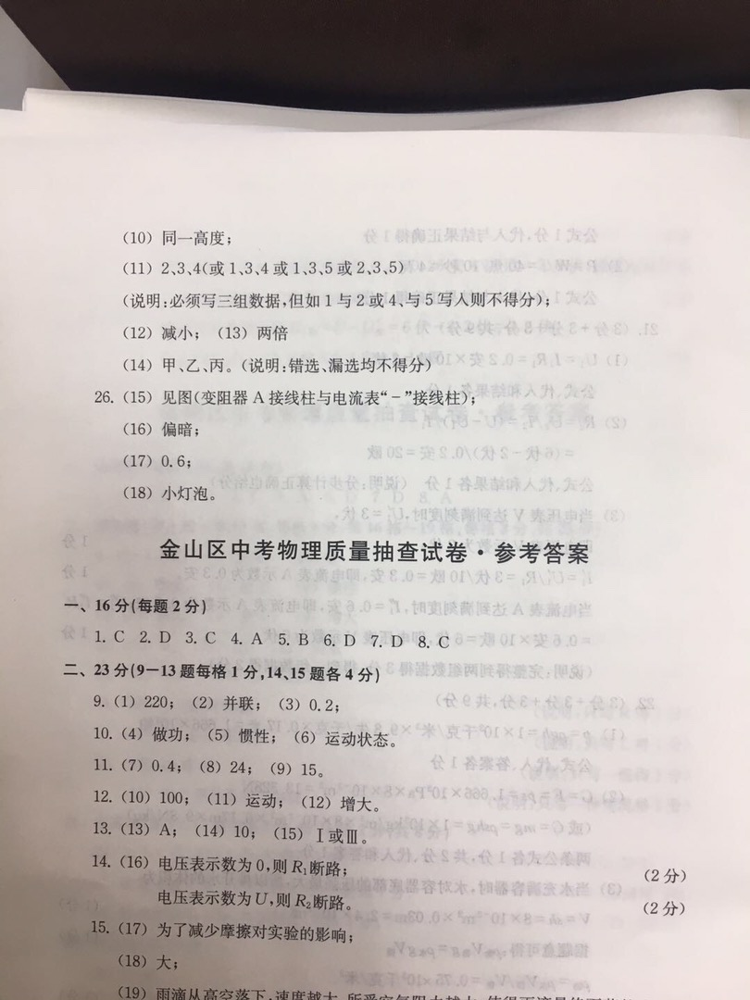 (10) 同一高度；
(11) 2、3、4(或 1、3、4 或 1、3、5 或 2、3、5)
(说明:必须写三组数据,但如 1 与 2 或 4、与 5 写入则不得分)；
(12) 减小； (13) 两倍
(14) 甲、乙、丙。(说明:错选、漏选均不得分)
26. (15) 见图(变阻器 A 接线柱与电流表“－”接线柱)；
(16) 偏暗；
(17) 0.6；
(18) 小灯泡。
金山区中考物理质量抽查试卷·参考答案
一、16 分(每题 2 分)
1. C 2. D 3. C 4. A 5. B 6. D 7. D 8. C
二、23 分(9－13 题每格 1 分,14、15 题各 4 分)
9. (1) 220； (2) 并联； (3) 0.2；
10. (4) 做功； (5) 惯性； (6) 运动状态。
11. (7) 0.4； (8) 24； (9) 15。
12. (10) 100； (11) 运动； (12) 增大。
13. (13) A； (14) 10； (15) Ⅰ或Ⅲ。
14. (16) 电压表示数为 0,则 R₁断路； (2 分)
电压表示数为 U,则 R₂断路。 (2 分)
15. (17) 为了减少摩擦对实验的影响；
(18) 大；
(19) 雨滴从高空落下,速度越大,所受空气阻力越大